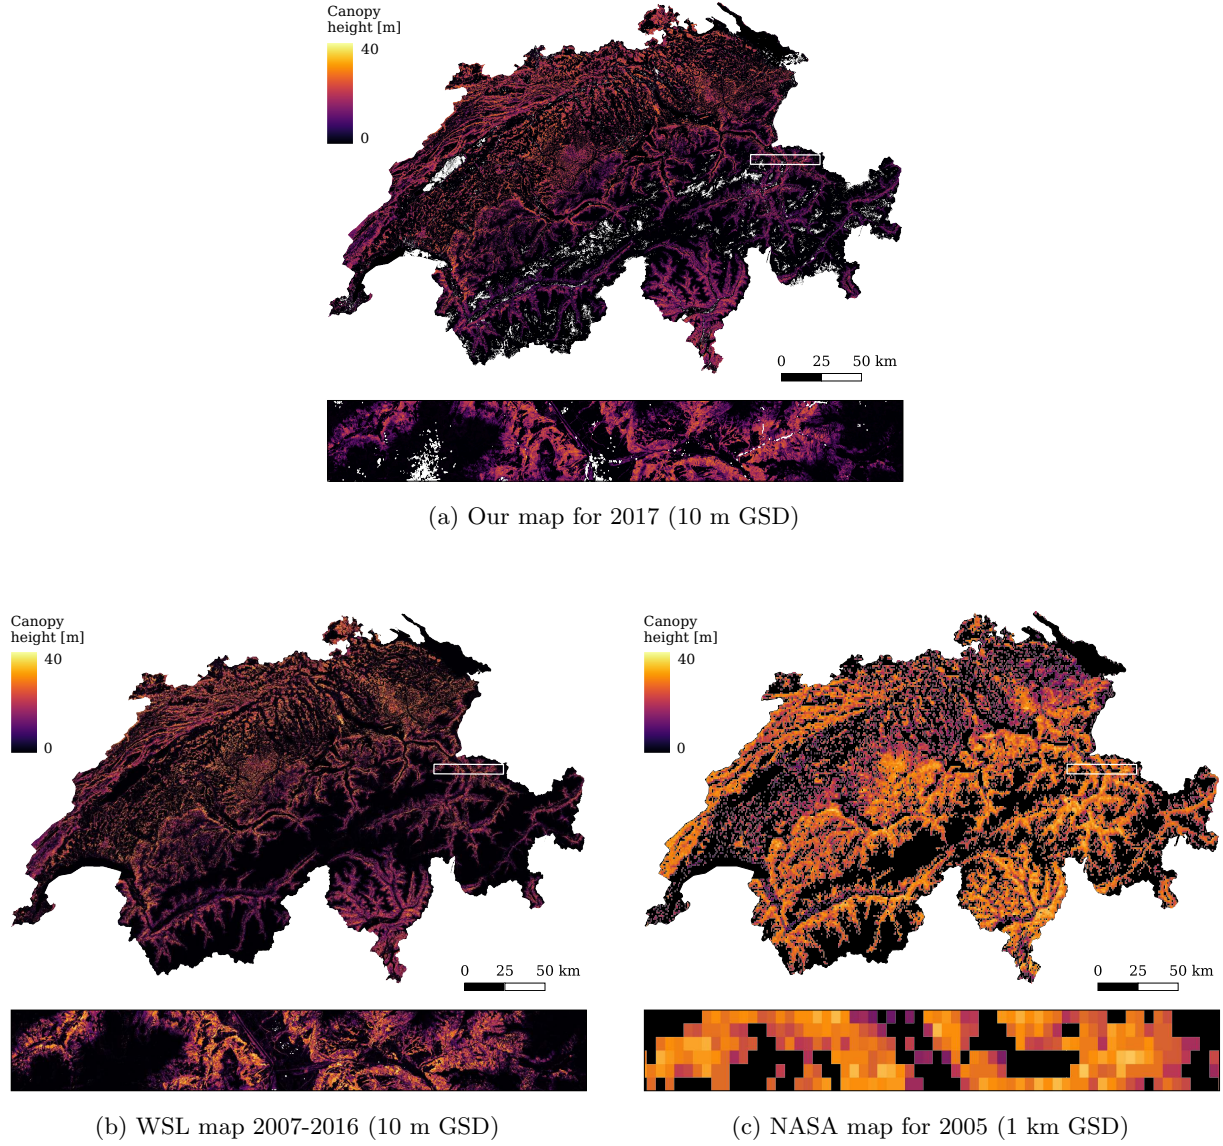 Canopy
height [m]
40
0
0 25 50 km
(a) Our map for 2017 (10 m GSD)
Canopy
height [m]
40
0
0 25 50 km
(b) WSL map 2007-2016 (10 m GSD)
Canopy
height [m]
40
0
0 25 50 km
(c) NASA map for 2005 (1 km GSD)